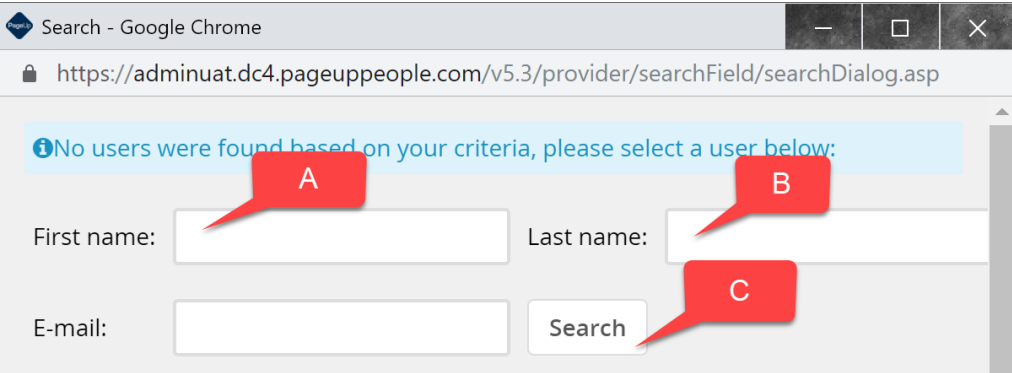 PageUp Search - Google Chrome
https://adminuat.dc4.pageuppeople.com/v5.3/provider/searchField/searchDialog.asp
No users were found based on your criteria, please select a user below:
A
B
First name:
Last name:
C
E-mail:
Search